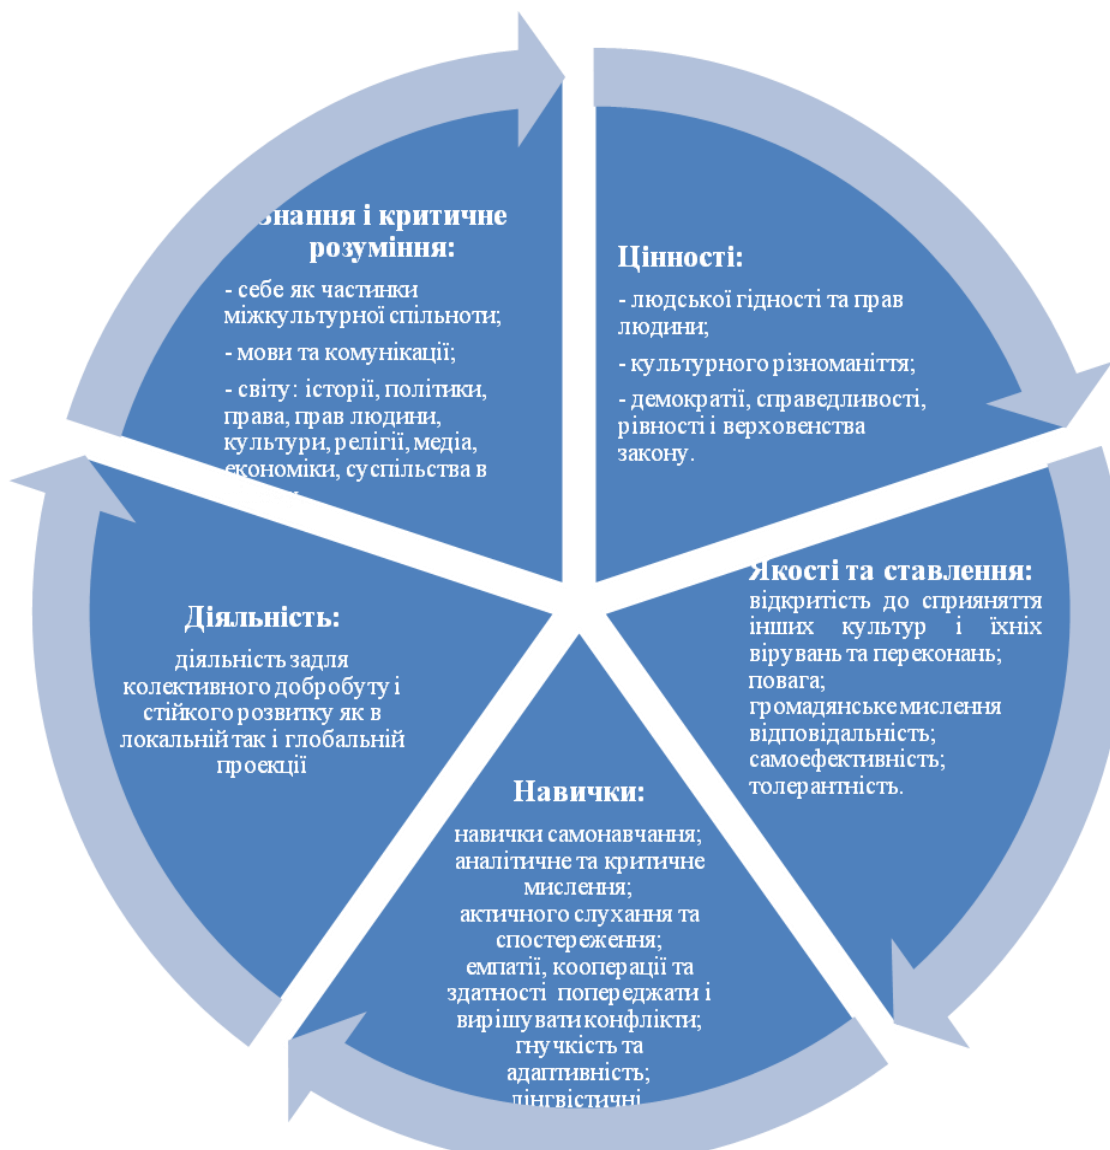 Знання і критичне
розуміння:
- себе як частинки
міжкультурної спільноти;
- мови та комунікації;
- світу: історії, політики,
права, прав людини,
культури, релігії, медіа,
економіки, суспільства в
Цінності:
- людської гідності та прав
людини;
- культурного різноманіття;
- демократії, справедливості,
рівності і верховенства
закону.
Якості та ставлення:
відкритість до сприяняття
інших культур і їхніх
вірувань та переконань;
повага;
громадянське мислення
відповідальність;
самоефективність;
толерантність.
Навички:
навички самонавчання;
аналітичне та критичне
мислення;
актичного слухання та
спостереження;
емпатії, кооперації та
здатності попереджати і
вирішувати конфлікти;
гнучкість та
адаптивність;
лінгвістичні
Діяльність:
діяльність задля
колективного добробуту і
стійкого розвитку як в
локальній так і глобальній
проекції